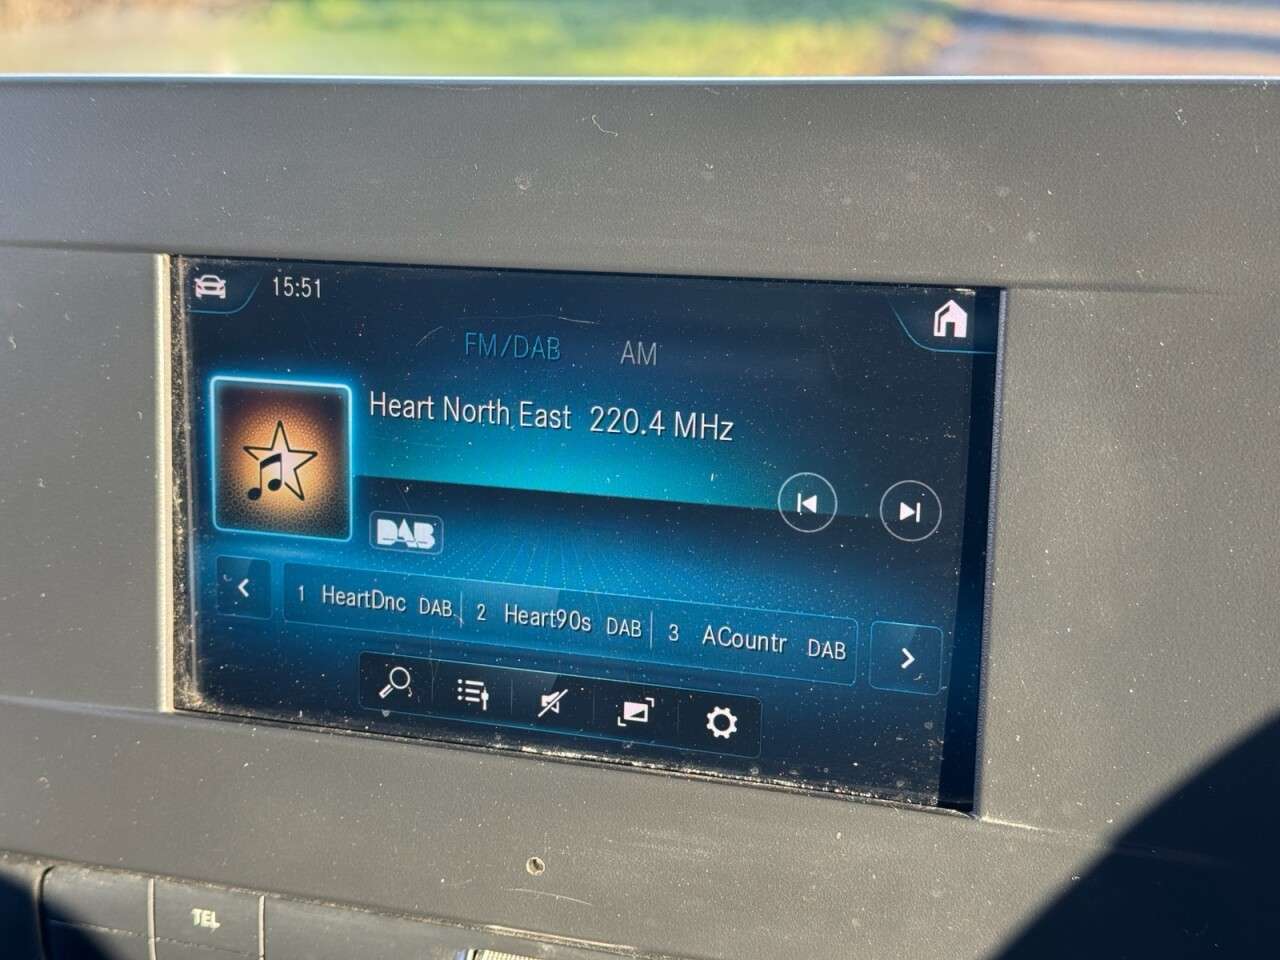 15:51
FM/DAB AM
Heart North East 220.4 MHz
DAB
1 HeartDnc DAB 2 Heart90s DAB 3 ACountr DAB
TEL